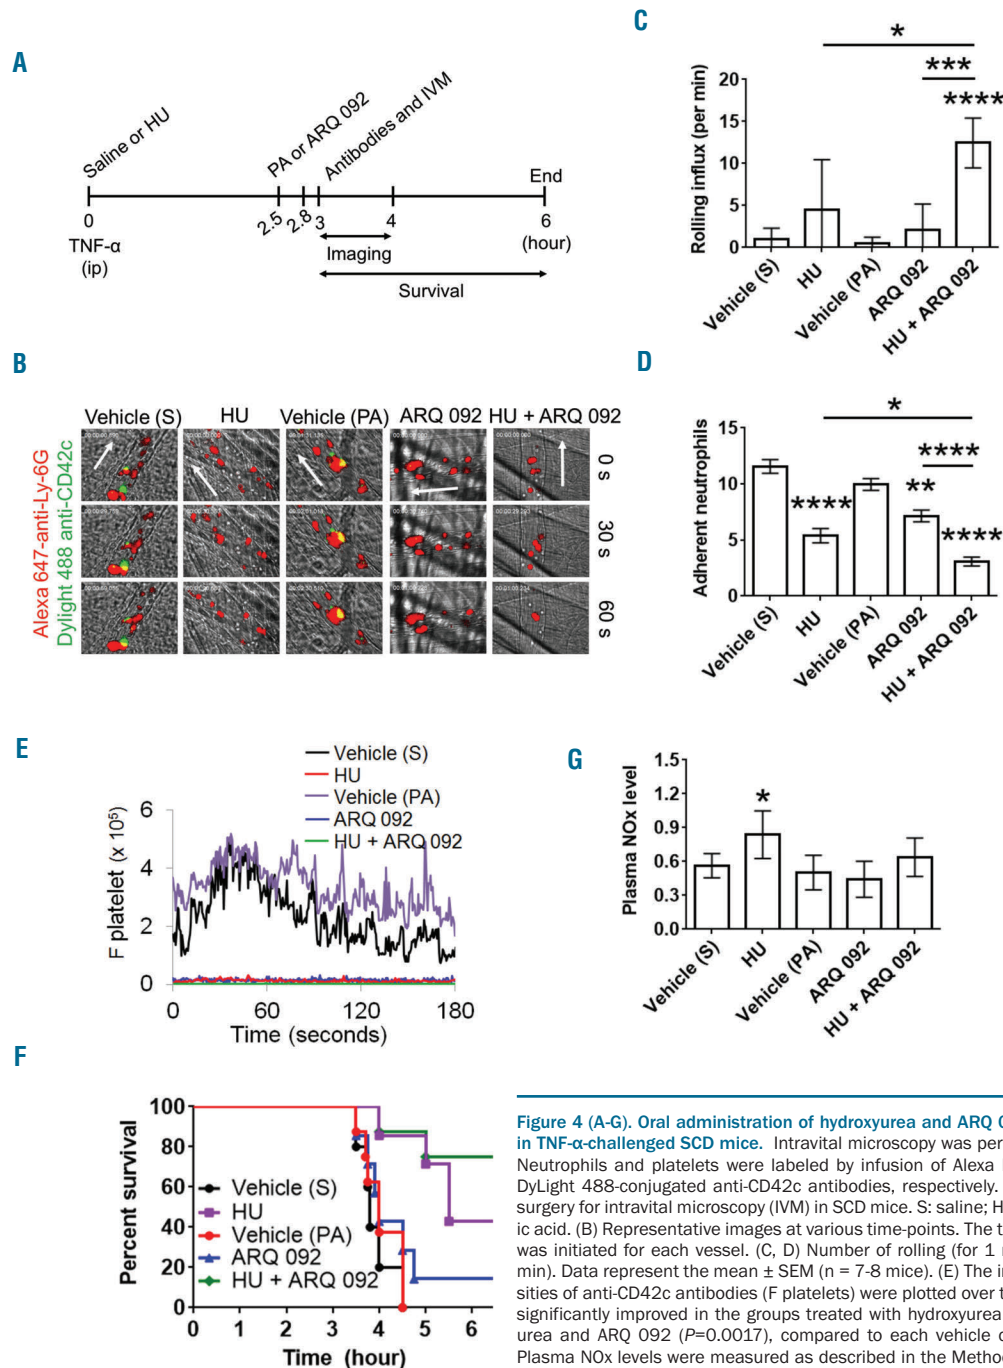 A
Saline or HU
PA or ARQ 092
Antibodies and IVM
End
0
2.5
2.8
3
4
6
TNF-α
(ip)
Imaging
(hour)
Survival
B
Vehicle (S)
HU
Vehicle (PA)
ARQ 092
HU + ARQ 092
Alexa 647-anti-Ly-6G
Dylight 488 anti-CD42c
0 s
30 s
60 s
C
*
***
****
Rolling influx (per min)
20
15
10
5
0
Vehicle (S)
HU
Vehicle (PA)
ARQ 092
HU + ARQ 092
D
*
****
****
**
****
Adherent neutrophils
15
10
5
0
Vehicle (S)
HU
Vehicle (PA)
ARQ 092
HU + ARQ 092
E
Vehicle (S)
HU
Vehicle (PA)
ARQ 092
HU + ARQ 092
F platelet (x 10⁵)
6
4
2
0
0
60
120
180
Time (seconds)
G
*
Plasma NOx level
1.5
1.2
0.9
0.6
0.3
0.0
Vehicle (S)
HU
Vehicle (PA)
ARQ 092
HU + ARQ 092
F
Percent survival
100
80
60
40
20
0
Vehicle (S)
HU
Vehicle (PA)
ARQ 092
HU + ARQ 092
0 1 2 3 4 5 6
Time (hour)
Figure 4 (A-G). Oral administration of hydroxyurea and ARQ
in TNF-α-challenged SCD mice. Intravital microscopy was
Neutrophils and platelets were labeled by infusion of Alexa
DyLight 488-conjugated anti-CD42c antibodies, respectively.
surgery for intravital microscopy (IVM) in SCD mice. S: saline;
ic acid. (B) Representative images at various time-points. The
was initiated for each vessel. (C, D) Number of rolling (for 1
min). Data represent the mean ± SEM (n = 7-8 mice). (E) The
sities of anti-CD42c antibodies (F platelets) were plotted over
significantly improved in the groups treated with hydroxyurea
urea and ARQ 092 (P=0.0017), compared to each vehicle
Plasma NOx levels were measured as described in the